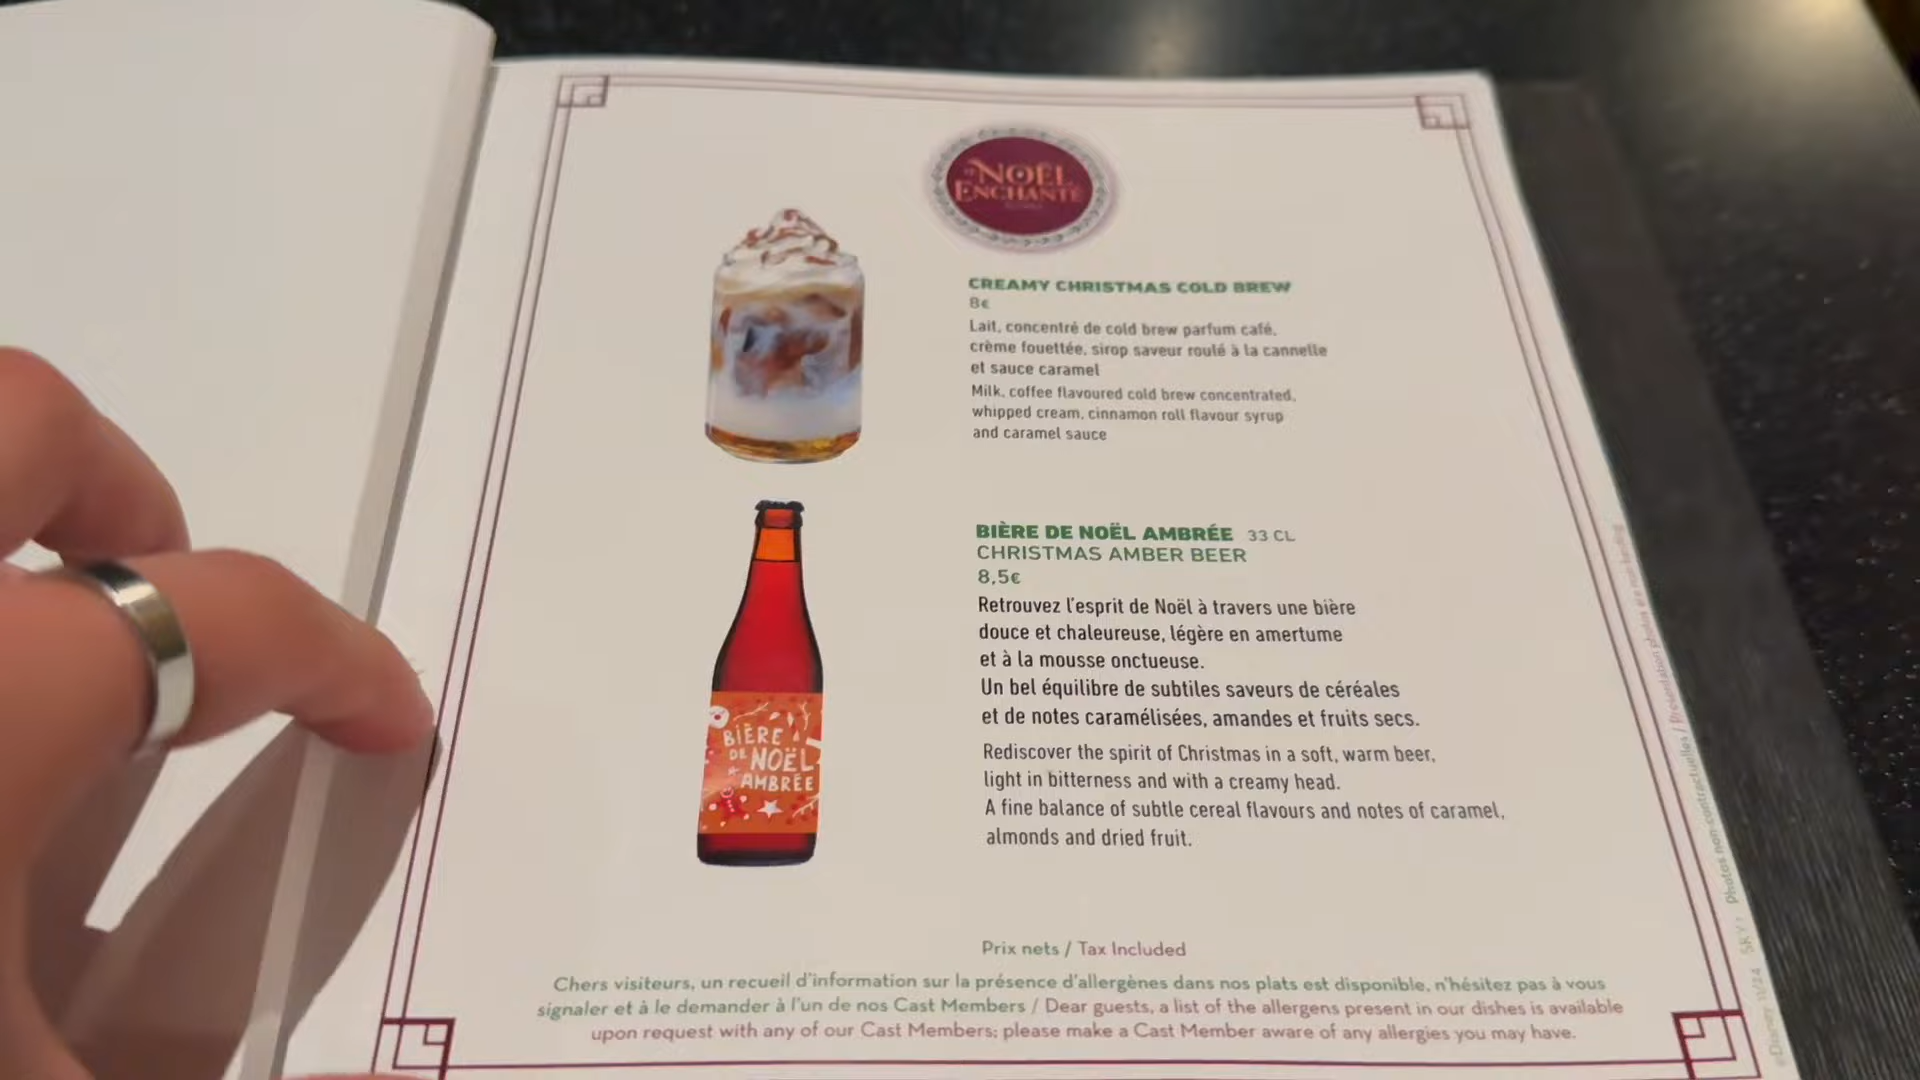 NOËL
ENCHANTÉ
CREAMY CHRISTMAS COLD BREW
8€
Lait, concentré de cold brew parfum café,
crème fouettée, sirop saveur roulé à la cannelle
et sauce caramel
Milk, coffee flavoured cold brew concentrated,
whipped cream, cinnamon roll flavour syrup
and caramel sauce
BIÈRE DE NOËL AMBRÉE 33 CL
CHRISTMAS AMBER BEER
8,5€
Retrouvez l'esprit de Noël à travers une bière
douce et chaleureuse, légère en amertume
et à la mousse onctueuse.
Un bel équilibre de subtiles saveurs de céréales
et de notes caramélisées, amandes et fruits secs.
Rediscover the spirit of Christmas in a soft, warm beer,
light in bitterness and with a creamy head.
A fine balance of subtle cereal flavours and notes of caramel,
almonds and dried fruit.
BIÈRE
DE NOËL
AMBRÉE
Prix nets / Tax Included
Chers visiteurs, un recueil d'information sur la présence d'allergènes dans nos plats est disponible, n'hésitez pas à vous
signaler et à le demander à l'un de nos Cast Members / Dear guests, a list of the allergens present in our dishes is available
upon request with any of our Cast Members; please make a Cast Member aware of any allergies you may have.
©Disney 11/24 SKY - Photos non-contractuelles / Presentation photos are non-binding